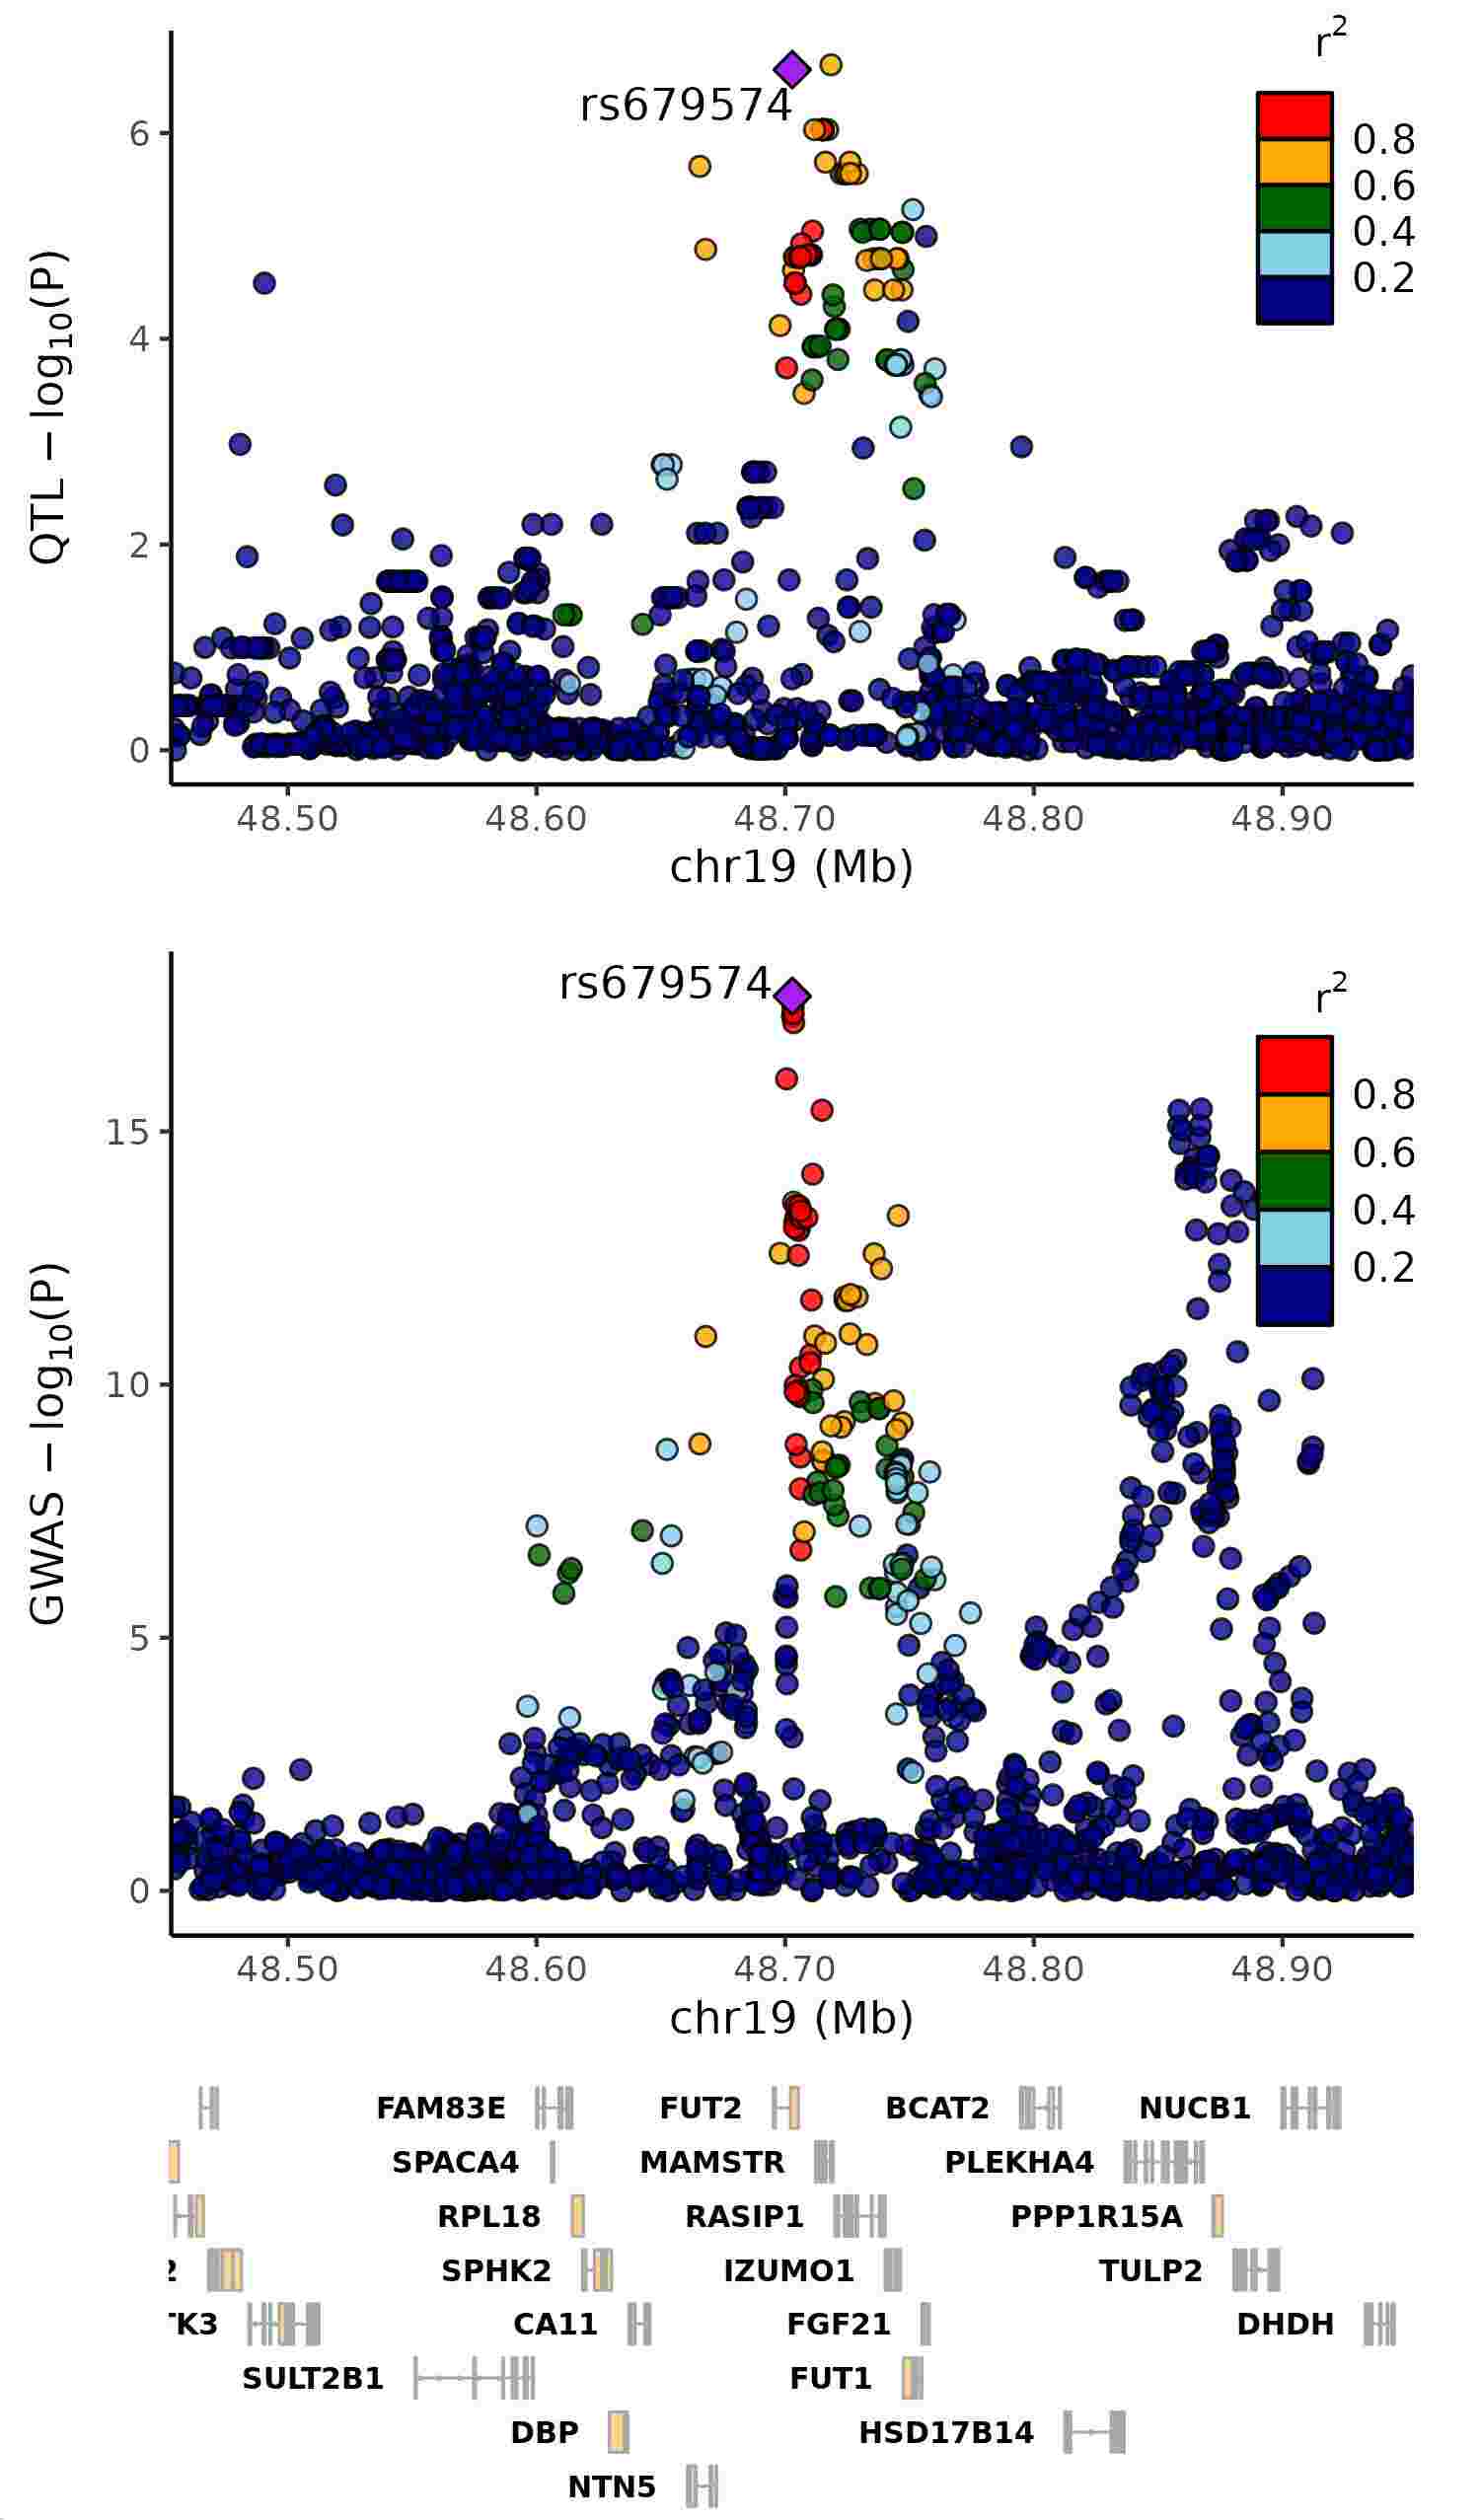 r²
rs679574
0.8
0.6
0.4
0.2
6
4
2
0
QTL − log₁₀(P)
48.50 48.60 48.70 48.80 48.90
chr19 (Mb)
r²
rs679574
0.8
0.6
0.4
0.2
15
10
5
0
GWAS − log₁₀(P)
48.50 48.60 48.70 48.80 48.90
chr19 (Mb)
FAM83E FUT2 BCAT2 NUCB1
SPACA4 MAMSTR PLEKHA4
RPL18 RASIP1 PPP1R15A
2 SPHK2 IZUMO1 TULP2
TK3 CA11 FGF21 DHDH
SULT2B1 FUT1
DBP HSD17B14
NTN5